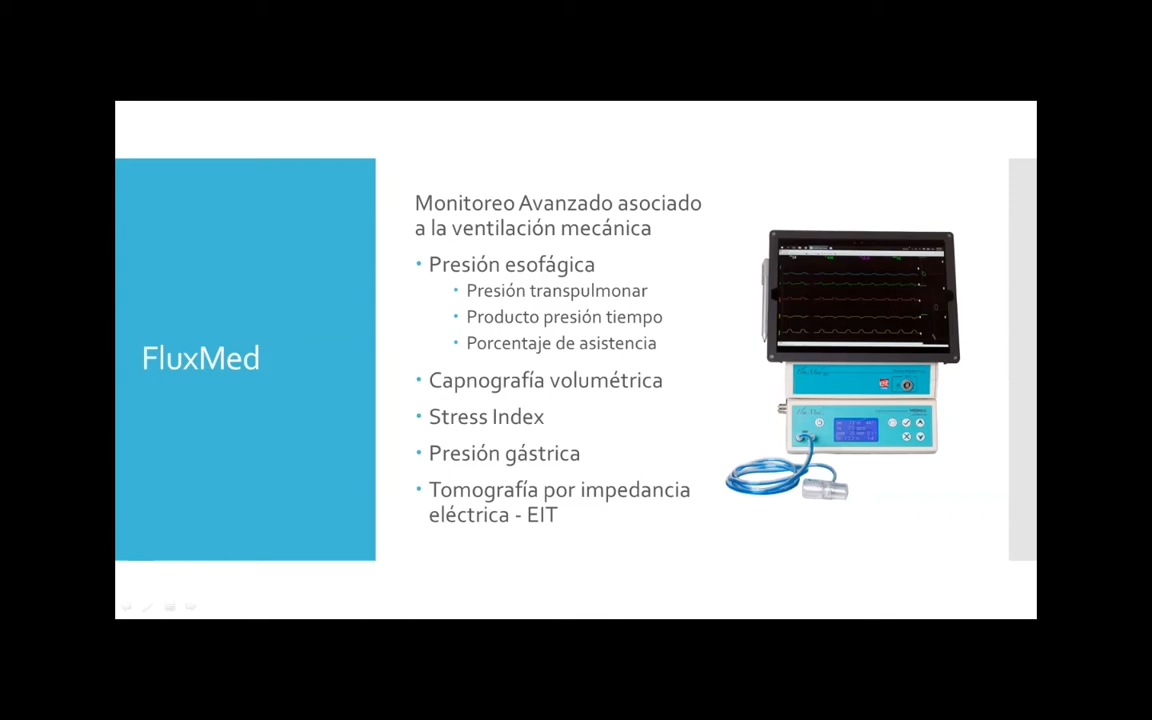 FluxMed
Monitoreo Avanzado asociado
a la ventilación mecánica
• Presión esofágica
• Presión transpulmonar
• Producto presión tiempo
• Porcentaje de asistencia
• Capnografía volumétrica
• Stress Index
• Presión gástrica
• Tomografía por impedancia
eléctrica - EIT